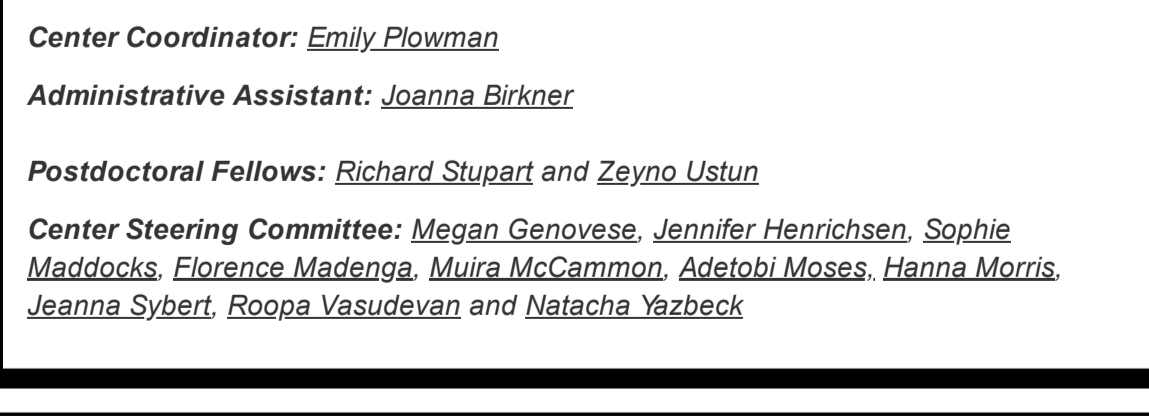 Center Coordinator: Emily Plowman
Administrative Assistant: Joanna Birkner
Postdoctoral Fellows: Richard Stupart and Zeyno Ustun
Center Steering Committee: Megan Genovese, Jennifer Henrichsen, Sophie
Maddocks, Florence Madenga, Muira McCammon, Adetobi Moses, Hanna Morris,
Jeanna Sybert, Roopa Vasudevan and Natacha Yazbeck